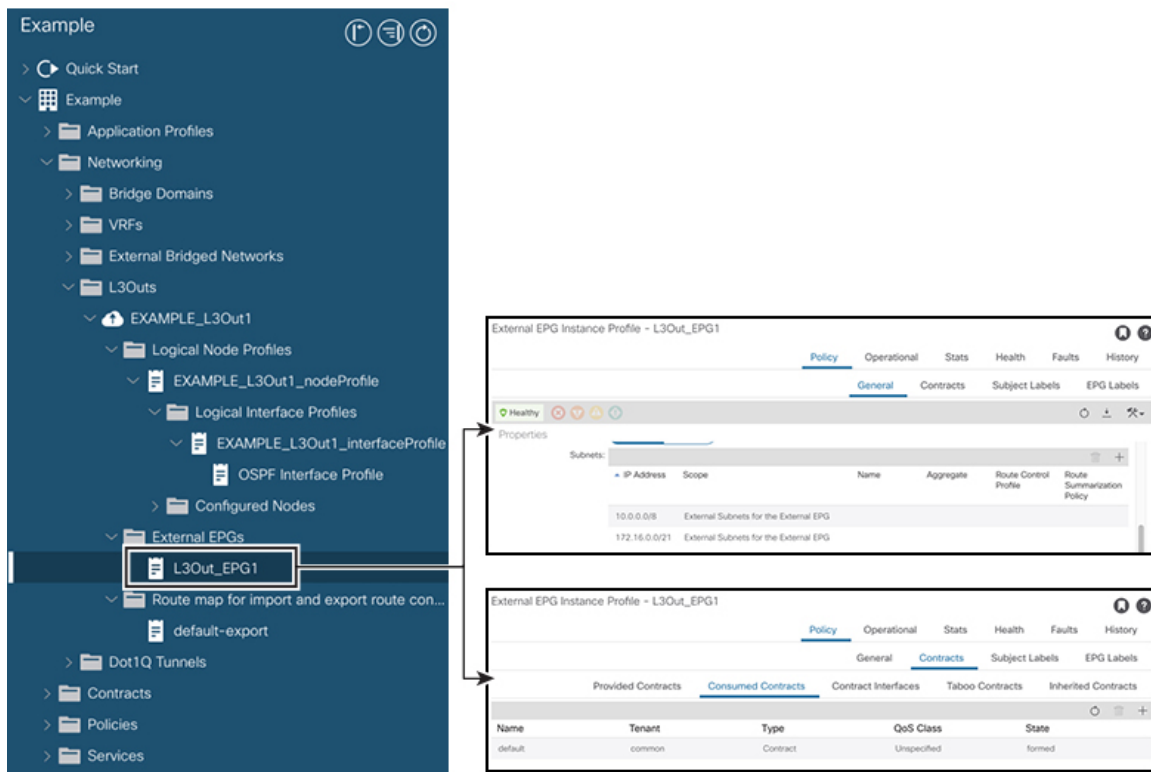 Example
Quick Start
Example
Application Profiles
Networking
Bridge Domains
VRFs
External Bridged Networks
L3Outs
EXAMPLE_L3Out1
Logical Node Profiles
EXAMPLE_L3Out1_nodeProfile
Logical Interface Profiles
EXAMPLE_L3Out1_interfaceProfile
OSPF Interface Profile
Configured Nodes
External EPGs
L3Out_EPG1
Route map for import and export route con...
default-export
Dot1Q Tunnels
Contracts
Policies
Services
External EPG Instance Profile - L3Out_EPG1
Policy Operational Stats Health Faults History
General Contracts Subject Labels EPG Labels
Healthy
Properties
Subnets:
IP Address Scope Name Aggregate Route Control Profile Route Summarization Policy
10.0.0.0/8 External Subnets for the External EPG
172.16.0.0/21 External Subnets for the External EPG
External EPG Instance Profile - L3Out_EPG1
Policy Operational Stats Health Faults History
General Contracts Subject Labels EPG Labels
Provided Contracts Consumed Contracts Contract Interfaces Taboo Contracts Inherited Contracts
Name Tenant Type QoS Class State
default common Contract Unspecified formed